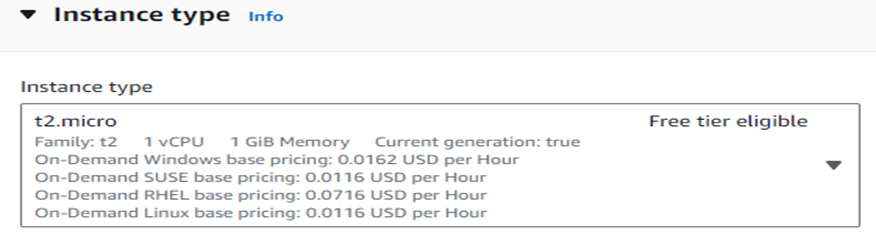 Instance type Info
Instance type
t2.micro Free tier eligible
Family: t2 1 vCPU 1 GiB Memory Current generation: true
On-Demand Windows base pricing: 0.0162 USD per Hour
On-Demand SUSE base pricing: 0.0116 USD per Hour
On-Demand RHEL base pricing: 0.0716 USD per Hour
On-Demand Linux base pricing: 0.0116 USD per Hour